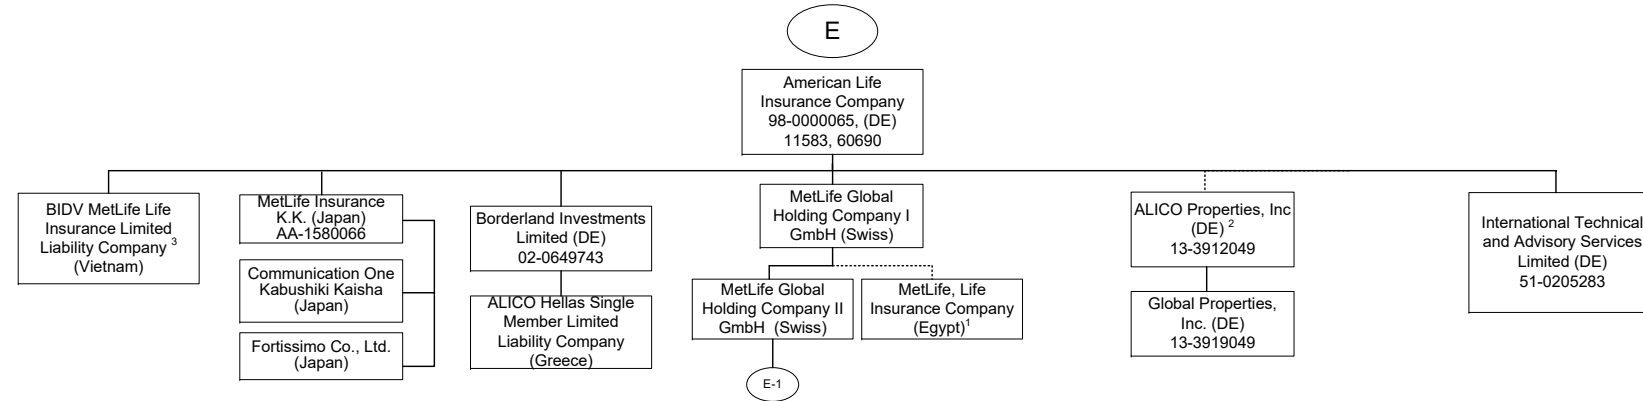 E
American Life
Insurance Company
98-0000065, (DE)
11583, 60690
BIDV MetLife Life
Insurance Limited
Liability Company 3
(Vietnam)
MetLife Insurance
K.K. (Japan)
AA-1580066
Communication One
Kabushiki Kaisha
(Japan)
Fortissimo Co., Ltd.
(Japan)
Borderland Investments
Limited (DE)
02-0649743
ALICO Hellas Single
Member Limited
Liability Company
(Greece)
MetLife Global
Holding Company I
GmbH (Swiss)
MetLife Global
Holding Company II
GmbH (Swiss)
E-1
MetLife, Life
Insurance Company
(Egypt)1
ALICO Properties, Inc
(DE) 2
13-3912049
Global Properties,
Inc. (DE)
13-3919049
International Technical
and Advisory Services
Limited (DE)
51-0205283